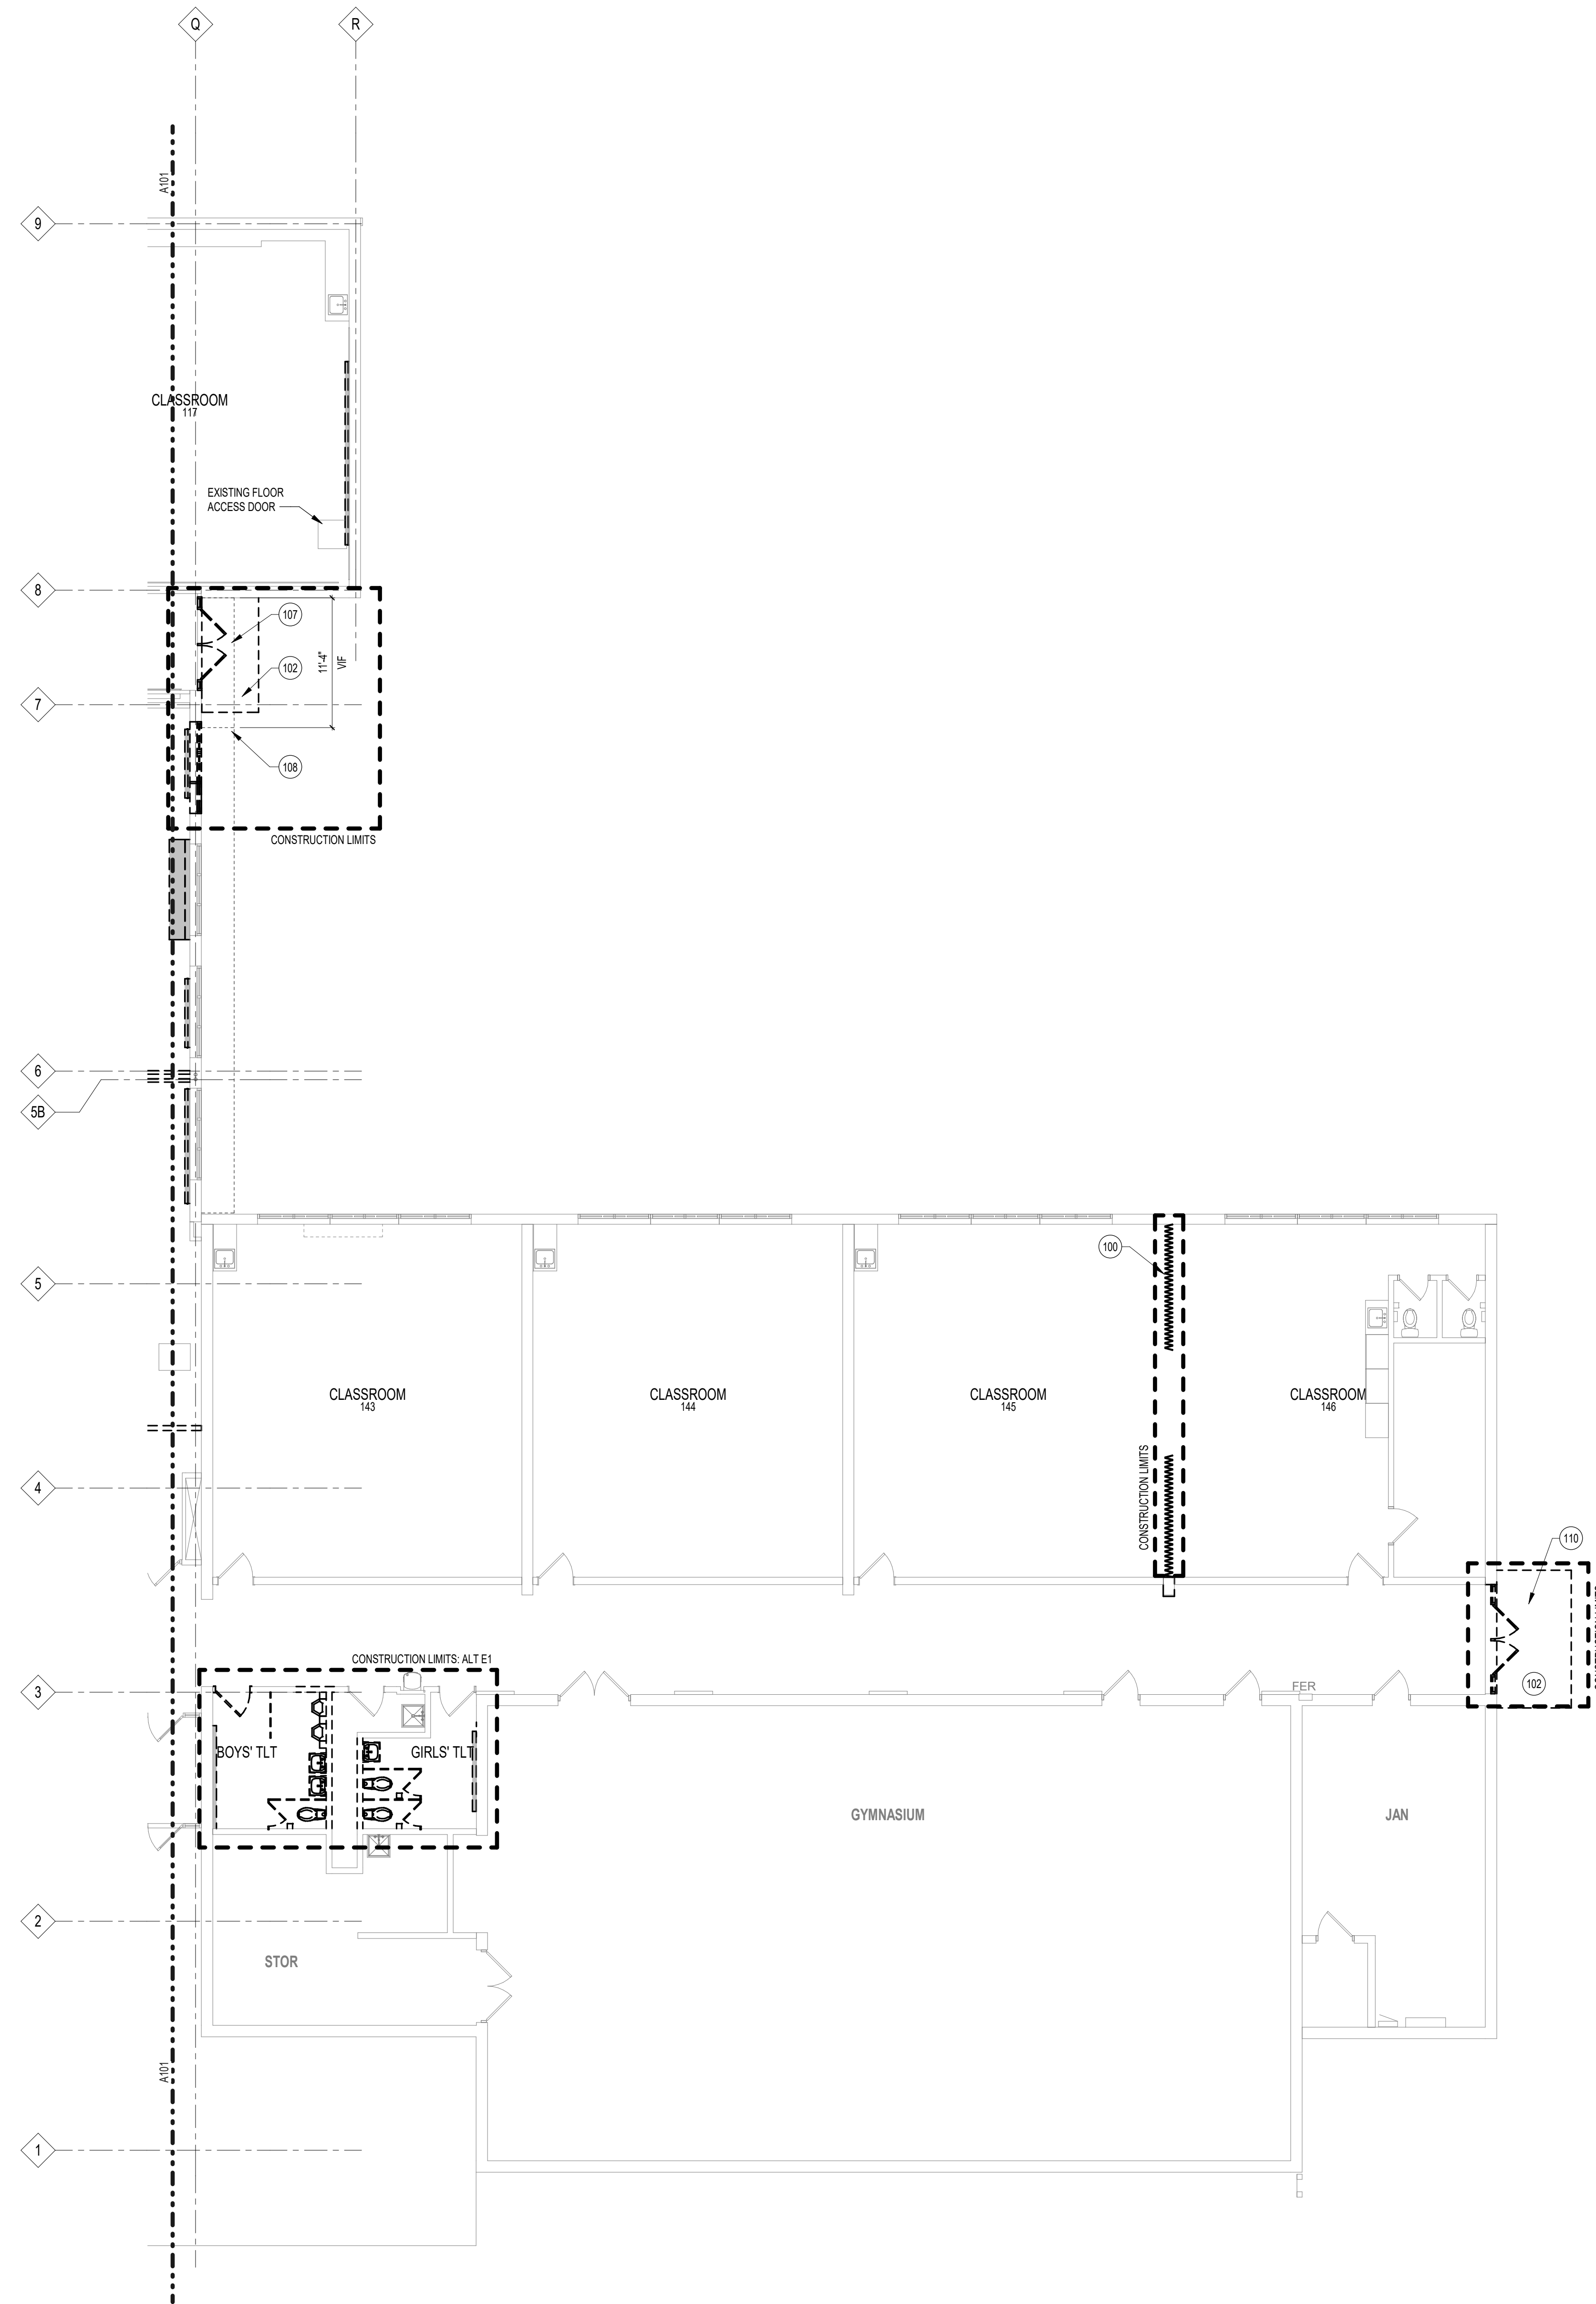 Q
R
A101
9
CLASSROOM
117
EXISTING FLOOR
ACCESS DOOR
8
107
102
11'-4"
VIF
7
108
CONSTRUCTION LIMITS
6
5B
100
5
CLASSROOM
143
CLASSROOM
144
CLASSROOM
145
CLASSROOM
146
CONSTRUCTION LIMITS
4
110
CONSTRUCTION LIMITS: ALT E1
3
FER
102
BOYS' TLT
GIRLS' TLT
GYMNASIUM
JAN
2
STOR
A101
1